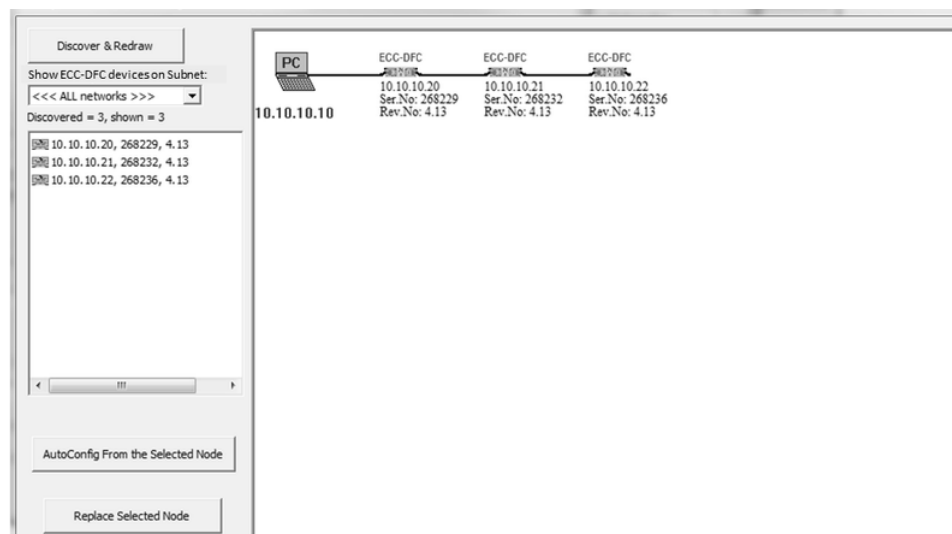 Discover & Redraw
Show ECC-DFC devices on Subnet:
<<< ALL networks >>>
Discovered = 3, shown = 3
10.10.10.20, 268229, 4.13
10.10.10.21, 268232, 4.13
10.10.10.22, 268236, 4.13
AutoConfig From the Selected Node
Replace Selected Node
PC
10.10.10.10
ECC-DFC
10.10.10.20
Ser.No: 268229
Rev.No: 4.13
ECC-DFC
10.10.10.21
Ser.No: 268232
Rev.No: 4.13
ECC-DFC
10.10.10.22
Ser.No: 268236
Rev.No: 4.13